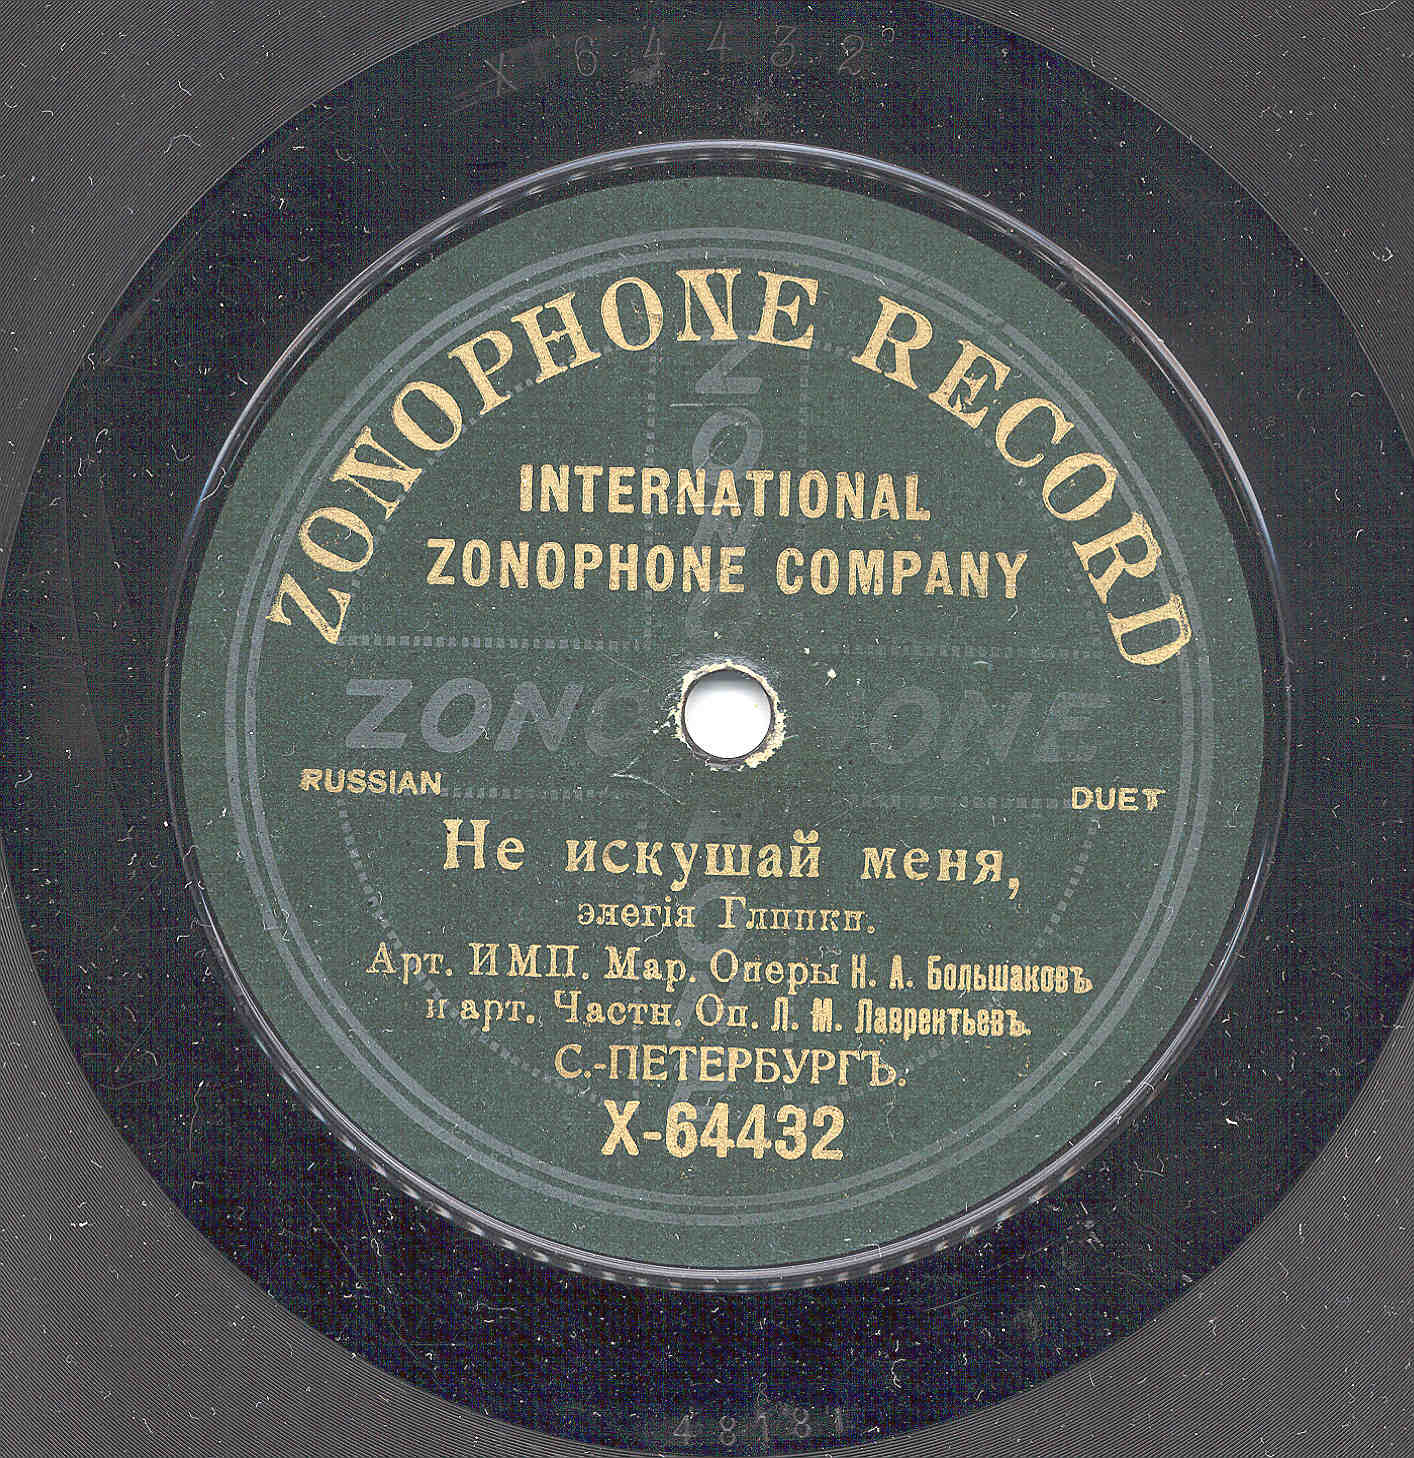 X 64432
ZONOPHONE RECORD
INTERNATIONAL
ZONOPHONE COMPANY
ZONOPHONE
RUSSIAN
DUET
Не искушай меня,
элегія Глинки.
Арт. ИМП. Мар. Оперы Н. А. Большаковъ
и арт. Частн. Оп. Л. М. Лаврентьевъ.
С.-ПЕТЕРБУРГЪ.
X-64432
48181